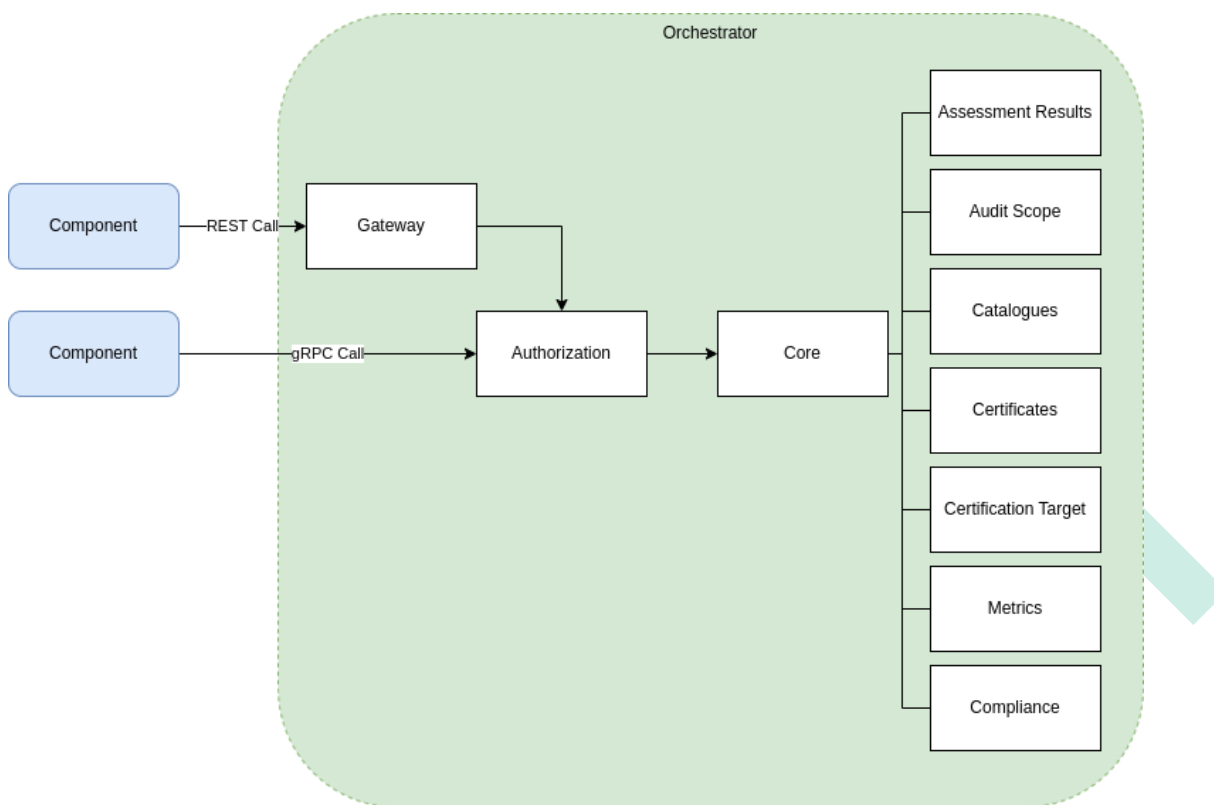 Orchestrator
Assessment Results
Audit Scope
Component
REST Call
Gateway
Catalogues
Component
gRPC Call
Authorization
Core
Certificates
Certification Target
Metrics
Compliance